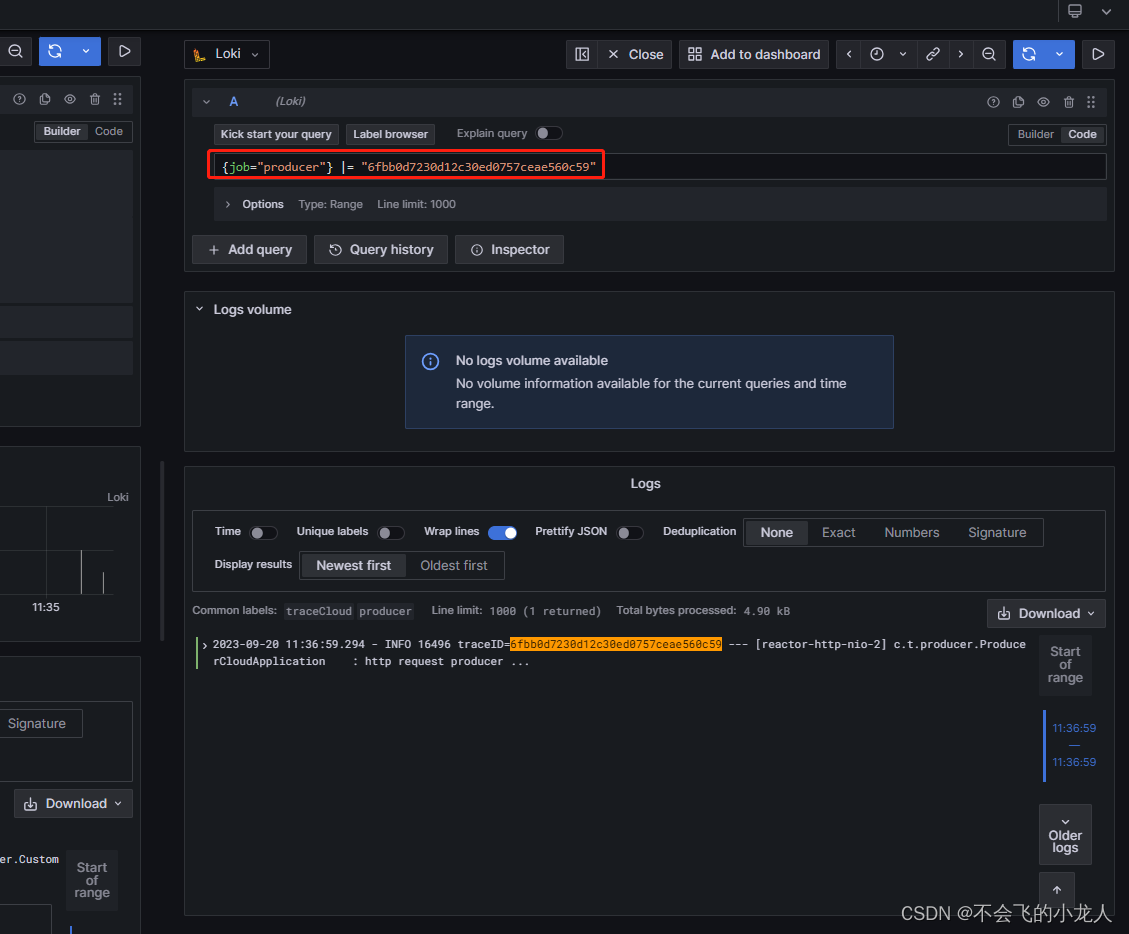 Loki
Close
Add to dashboard
A
(Loki)
Builder
Code
Kick start your query
Label browser
Explain query
Builder
Code
{job="producer"} |= "6fbb0d7230d12c30ed0757ceae560c59"
Options
Type: Range
Line limit: 1000
Add query
Query history
Inspector
Logs volume
No logs volume available
No volume information available for the current queries and time
range.
Logs
Loki
Time
Unique labels
Wrap lines
Prettify JSON
Deduplication
None
Exact
Numbers
Signature
Display results
Newest first
Oldest first
11:35
Common labels: traceCloud producer
Line limit: 1000 (1 returned)
Total bytes processed: 4.90 kB
Download
2023-09-20 11:36:59.294 - INFO 16496 traceID=6fbb0d7230d12c30ed0757ceae560c59 --- [reactor-http-nio-2] c.t.producer.Produce
rCloudApplication : http request producer ...
Start
of
range
11:36:59
—
11:36:59
Signature
Download
er.Custom
Start
of
range
Older
logs
CSDN @不会飞的小龙人